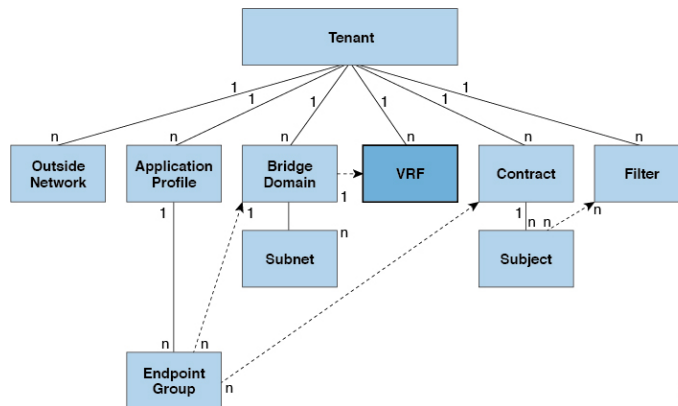 Tenant
1
1
1
1
1
1
n
n
n
n
n
n
Outside
Network
Application
Profile
Bridge
Domain
VRF
Contract
Filter
1
1
1
1
n
n
n
n
Subnet
Subject
n
n
Endpoint
Group
n